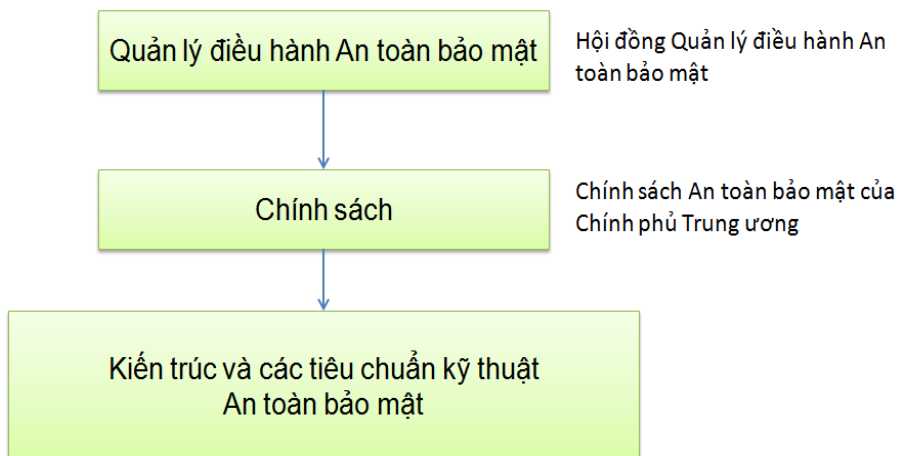 Quản lý điều hành An toàn bảo mật
Hội đồng Quản lý điều hành An
toàn bảo mật
Chính sách
Chính sách An toàn bảo mật của
Chính phủ Trung ương
Kiến trúc và các tiêu chuẩn kỹ thuật
An toàn bảo mật